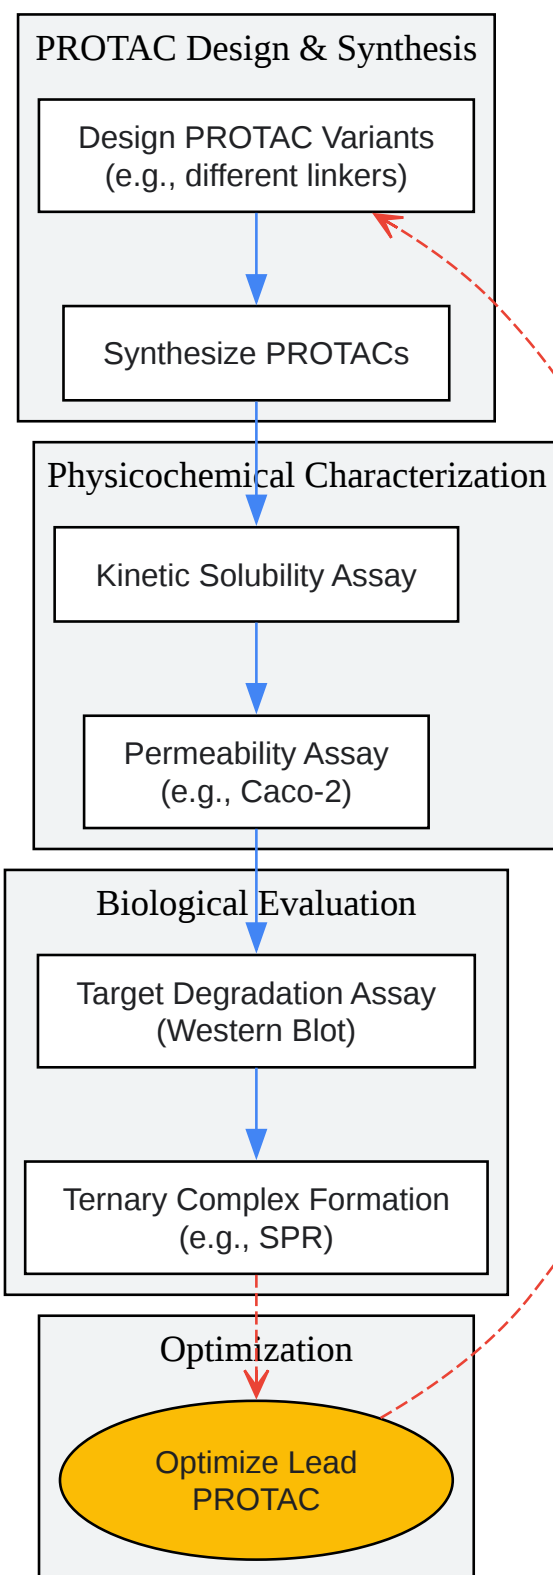 PROTAC Design & Synthesis
Design PROTAC Variants
(e.g., different linkers)
Synthesize PROTACs
Physicochemical Characterization
Kinetic Solubility Assay
Permeability Assay
(e.g., Caco-2)
Biological Evaluation
Target Degradation Assay
(Western Blot)
Ternary Complex Formation
(e.g., SPR)
Optimization
Optimize Lead
PROTAC